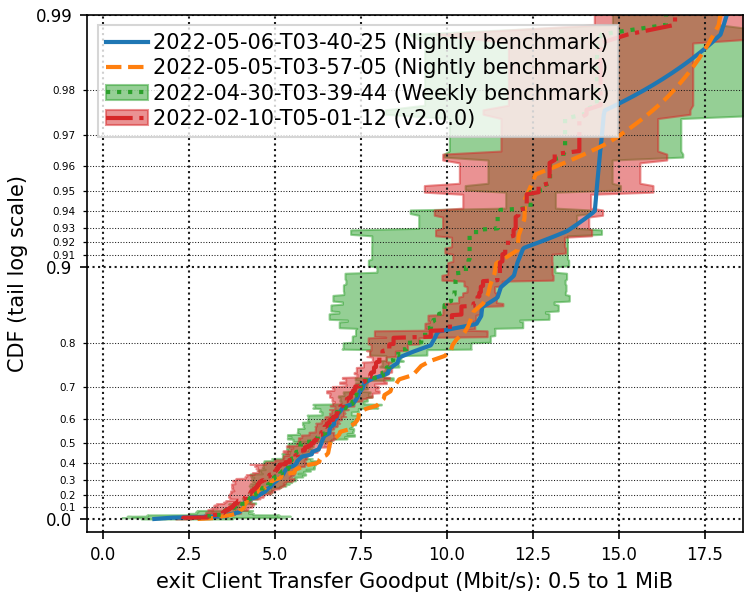 0.99
2022-05-06-T03-40-25 (Nightly benchmark)
2022-05-05-T03-57-05 (Nightly benchmark)
2022-04-30-T03-39-44 (Weekly benchmark)
2022-02-10-T05-01-12 (v2.0.0)
0.98
0.97
0.96
0.95
0.94
0.93
0.92
0.91
0.9
0.8
0.7
0.6
0.5
0.4
0.3
0.2
0.1
0.0
CDF (tail log scale)
0.0 2.5 5.0 7.5 10.0 12.5 15.0 17.5
exit Client Transfer Goodput (Mbit/s): 0.5 to 1 MiB